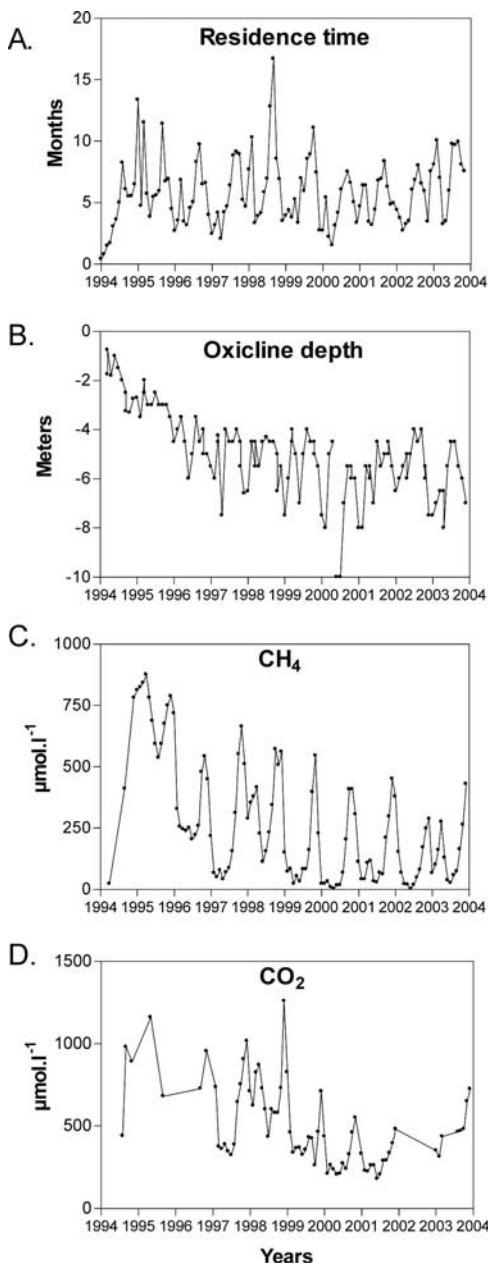 A.
Residence time
20
15
10
5
0
Months
1994 1995 1996 1997 1998 1999 2000 2001 2002 2003 2004
B.
Oxicline depth
-0
-2
-4
-6
-8
-10
Meters
1994 1995 1996 1997 1998 1999 2000 2001 2002 2003 2004
C.
CH₄
1000
750
500
250
0
µmol.l⁻¹
1994 1995 1996 1997 1998 1999 2000 2001 2002 2003 2004
D.
CO₂
1500
1000
500
0
µmol.l⁻¹
1994 1995 1996 1997 1998 1999 2000 2001 2002 2003 2004
Years